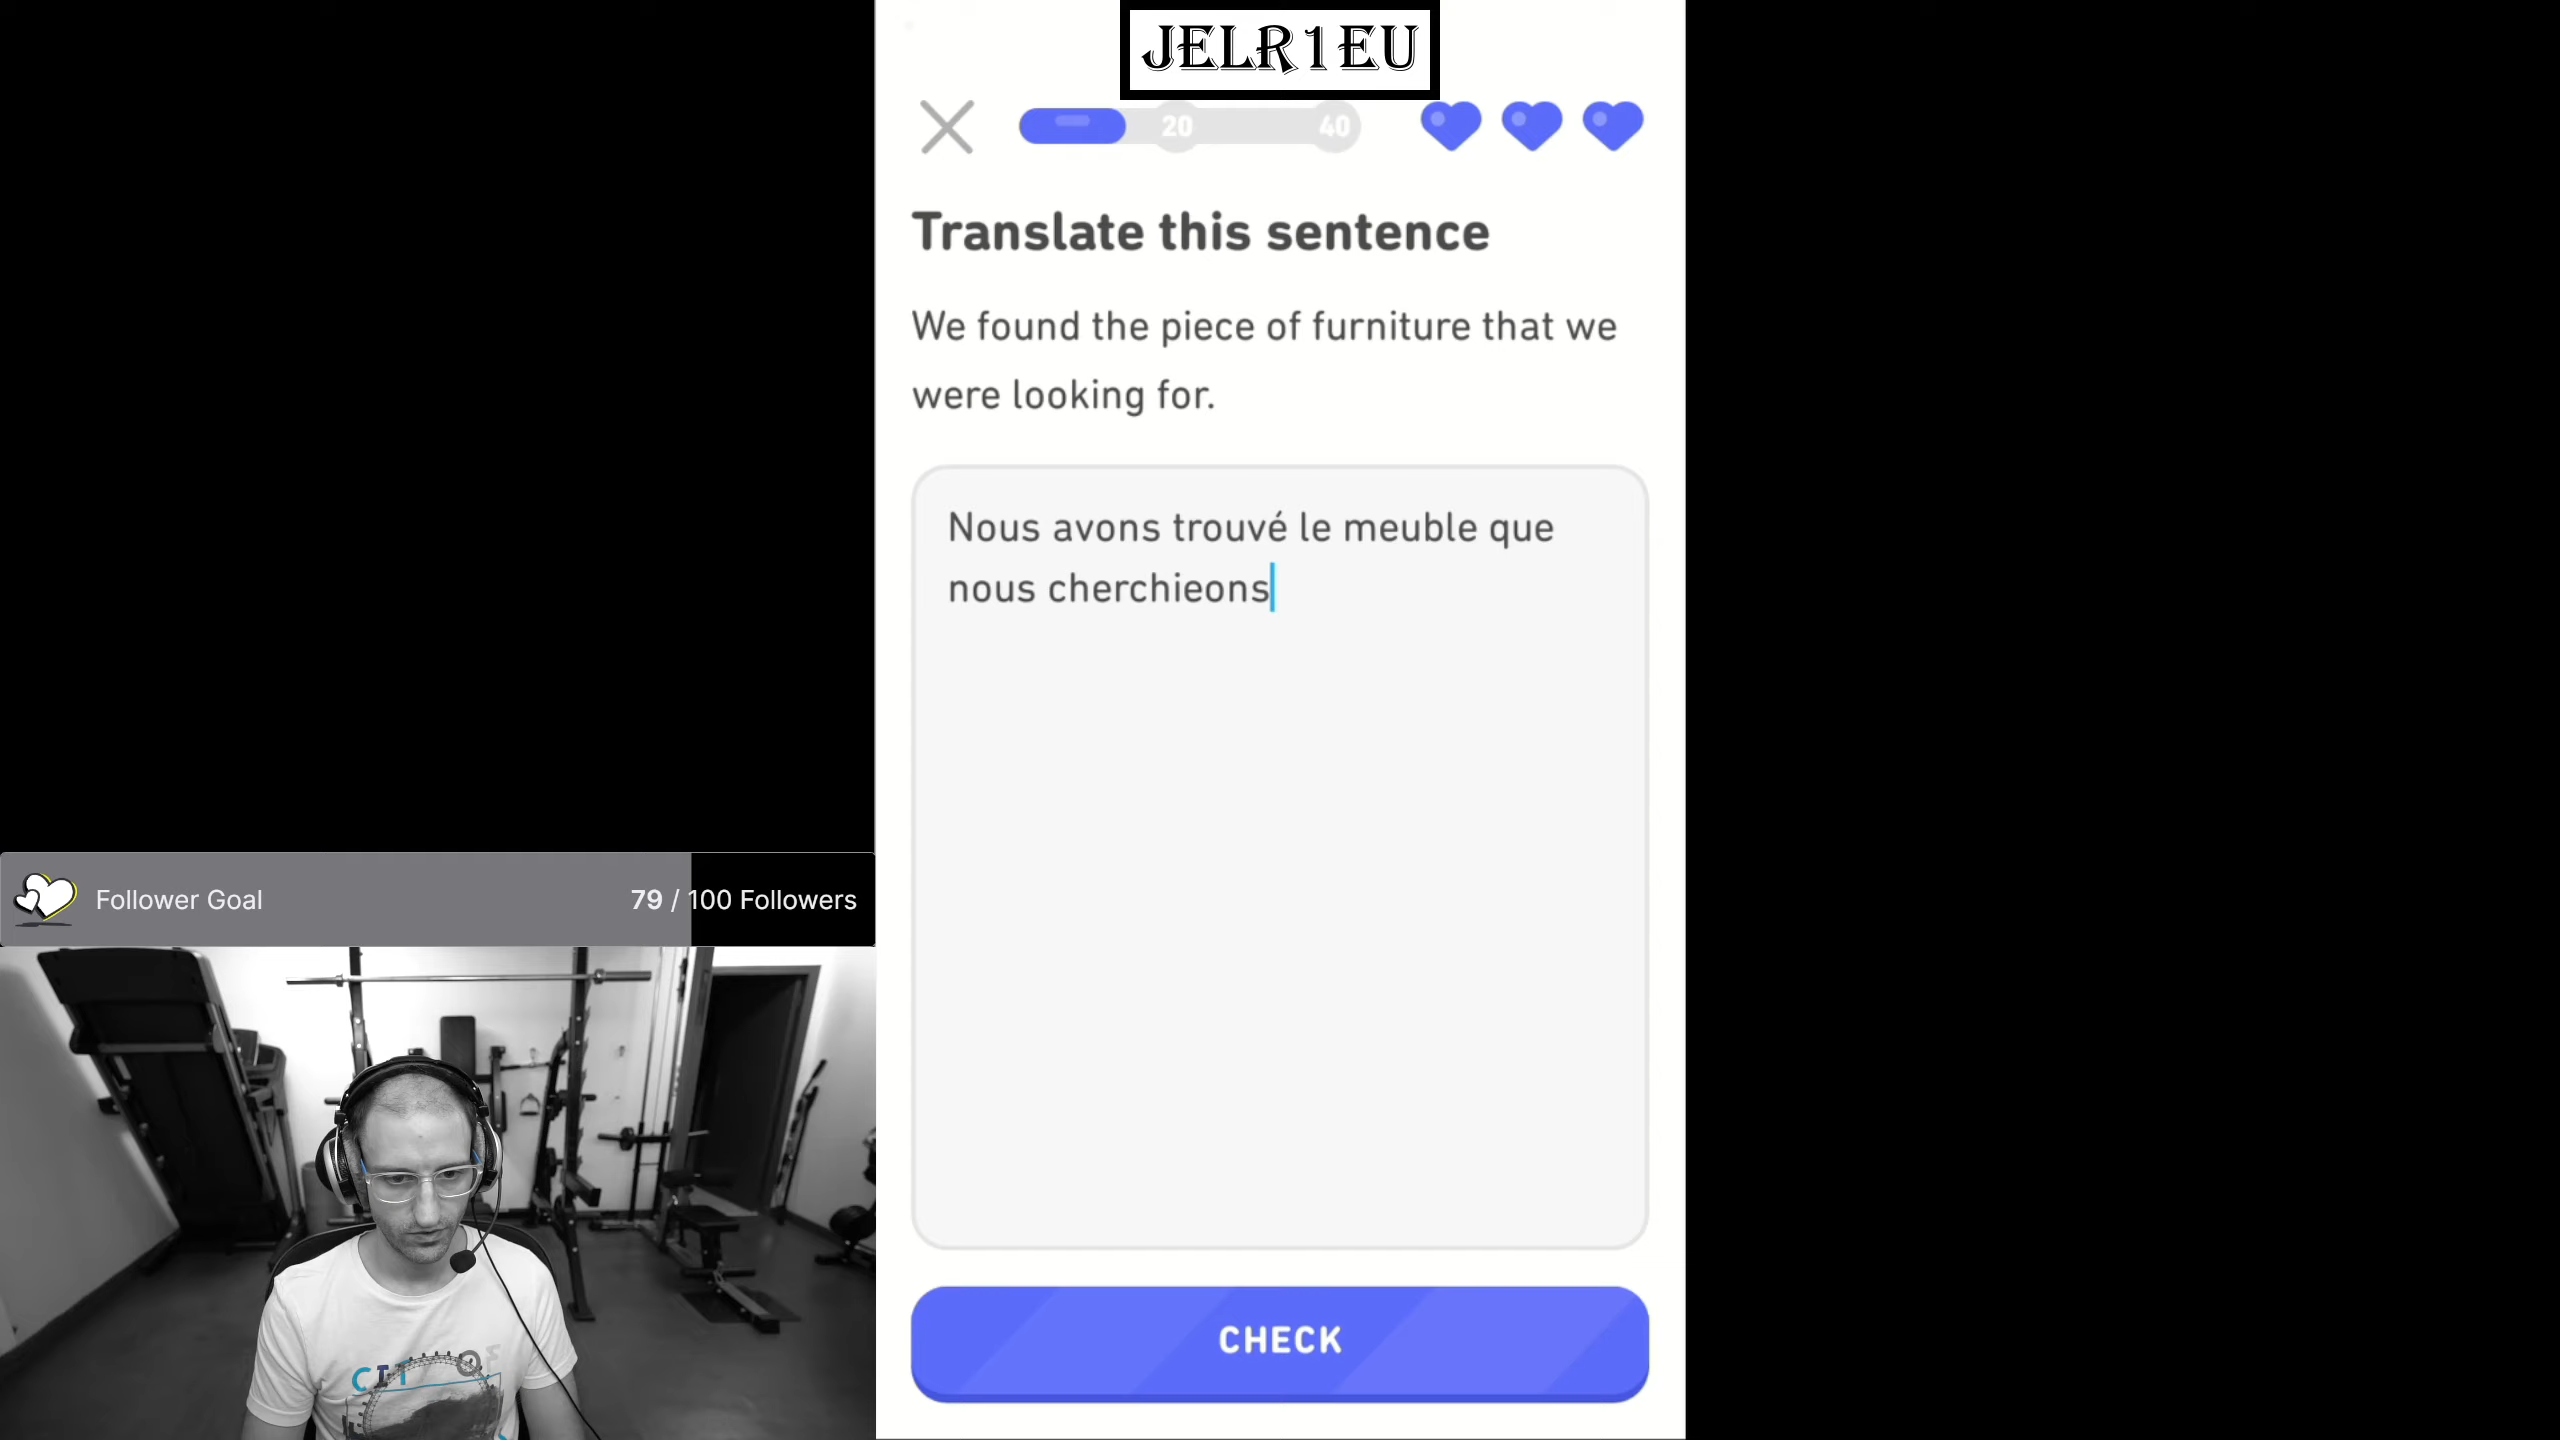 JELR1EU
20
40
Translate this sentence
We found the piece of furniture that we
were looking for.
Nous avons trouvé le meuble que
nous cherchieons
CHECK
Follower Goal
79 / 100 Followers